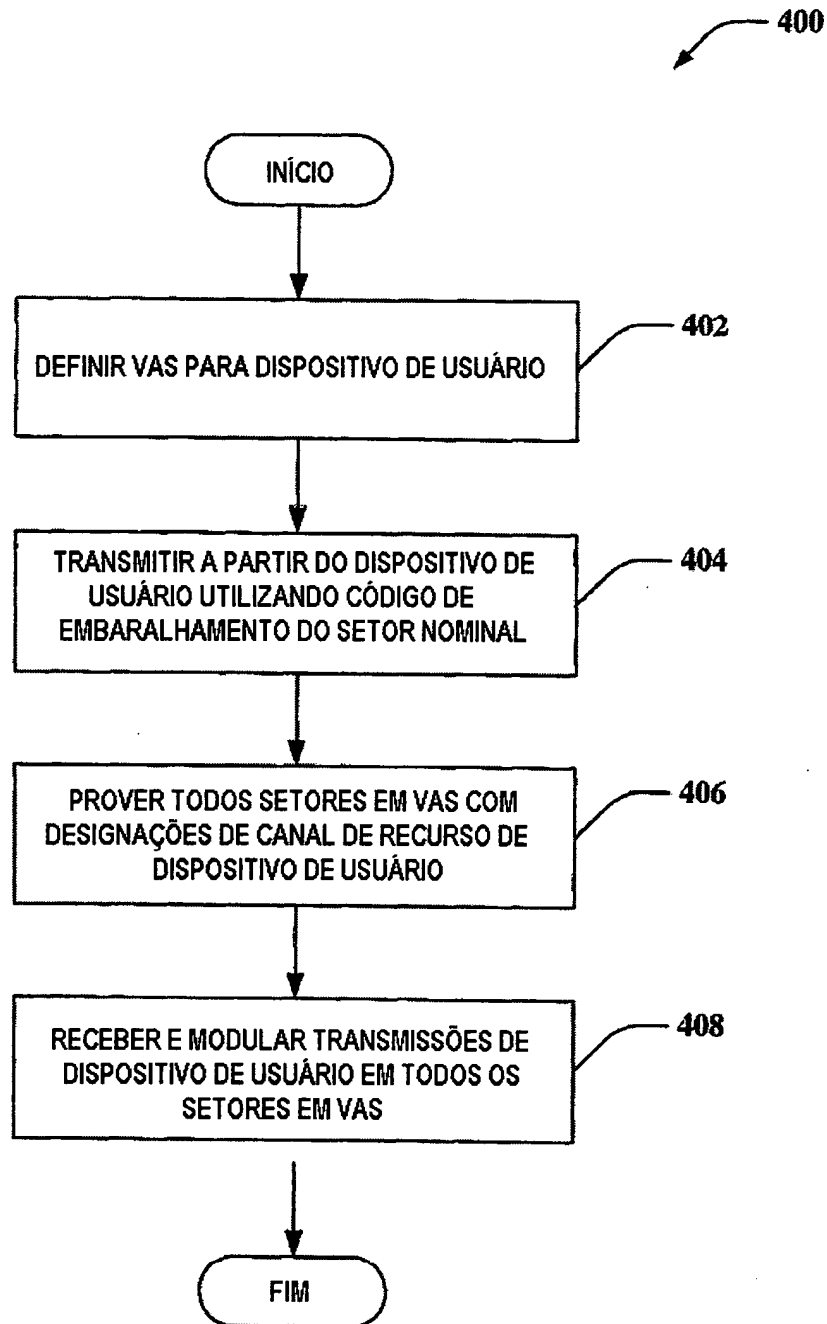 400
INÍCIO
DEFINIR VAS PARA DISPOSITIVO DE USUÁRIO
402
TRANSMITIR A PARTIR DO DISPOSITIVO DE
USUÁRIO UTILIZANDO CÓDIGO DE
EMBARALHAMENTO DO SETOR NOMINAL
404
PROVER TODOS SETORES EM VAS COM
DESIGNAÇÕES DE CANAL DE RECURSO DE
DISPOSITIVO DE USUÁRIO
406
RECEBER E MODULAR TRANSMISSÕES DE
DISPOSITIVO DE USUÁRIO EM TODOS OS
SETORES EM VAS
408
FIM